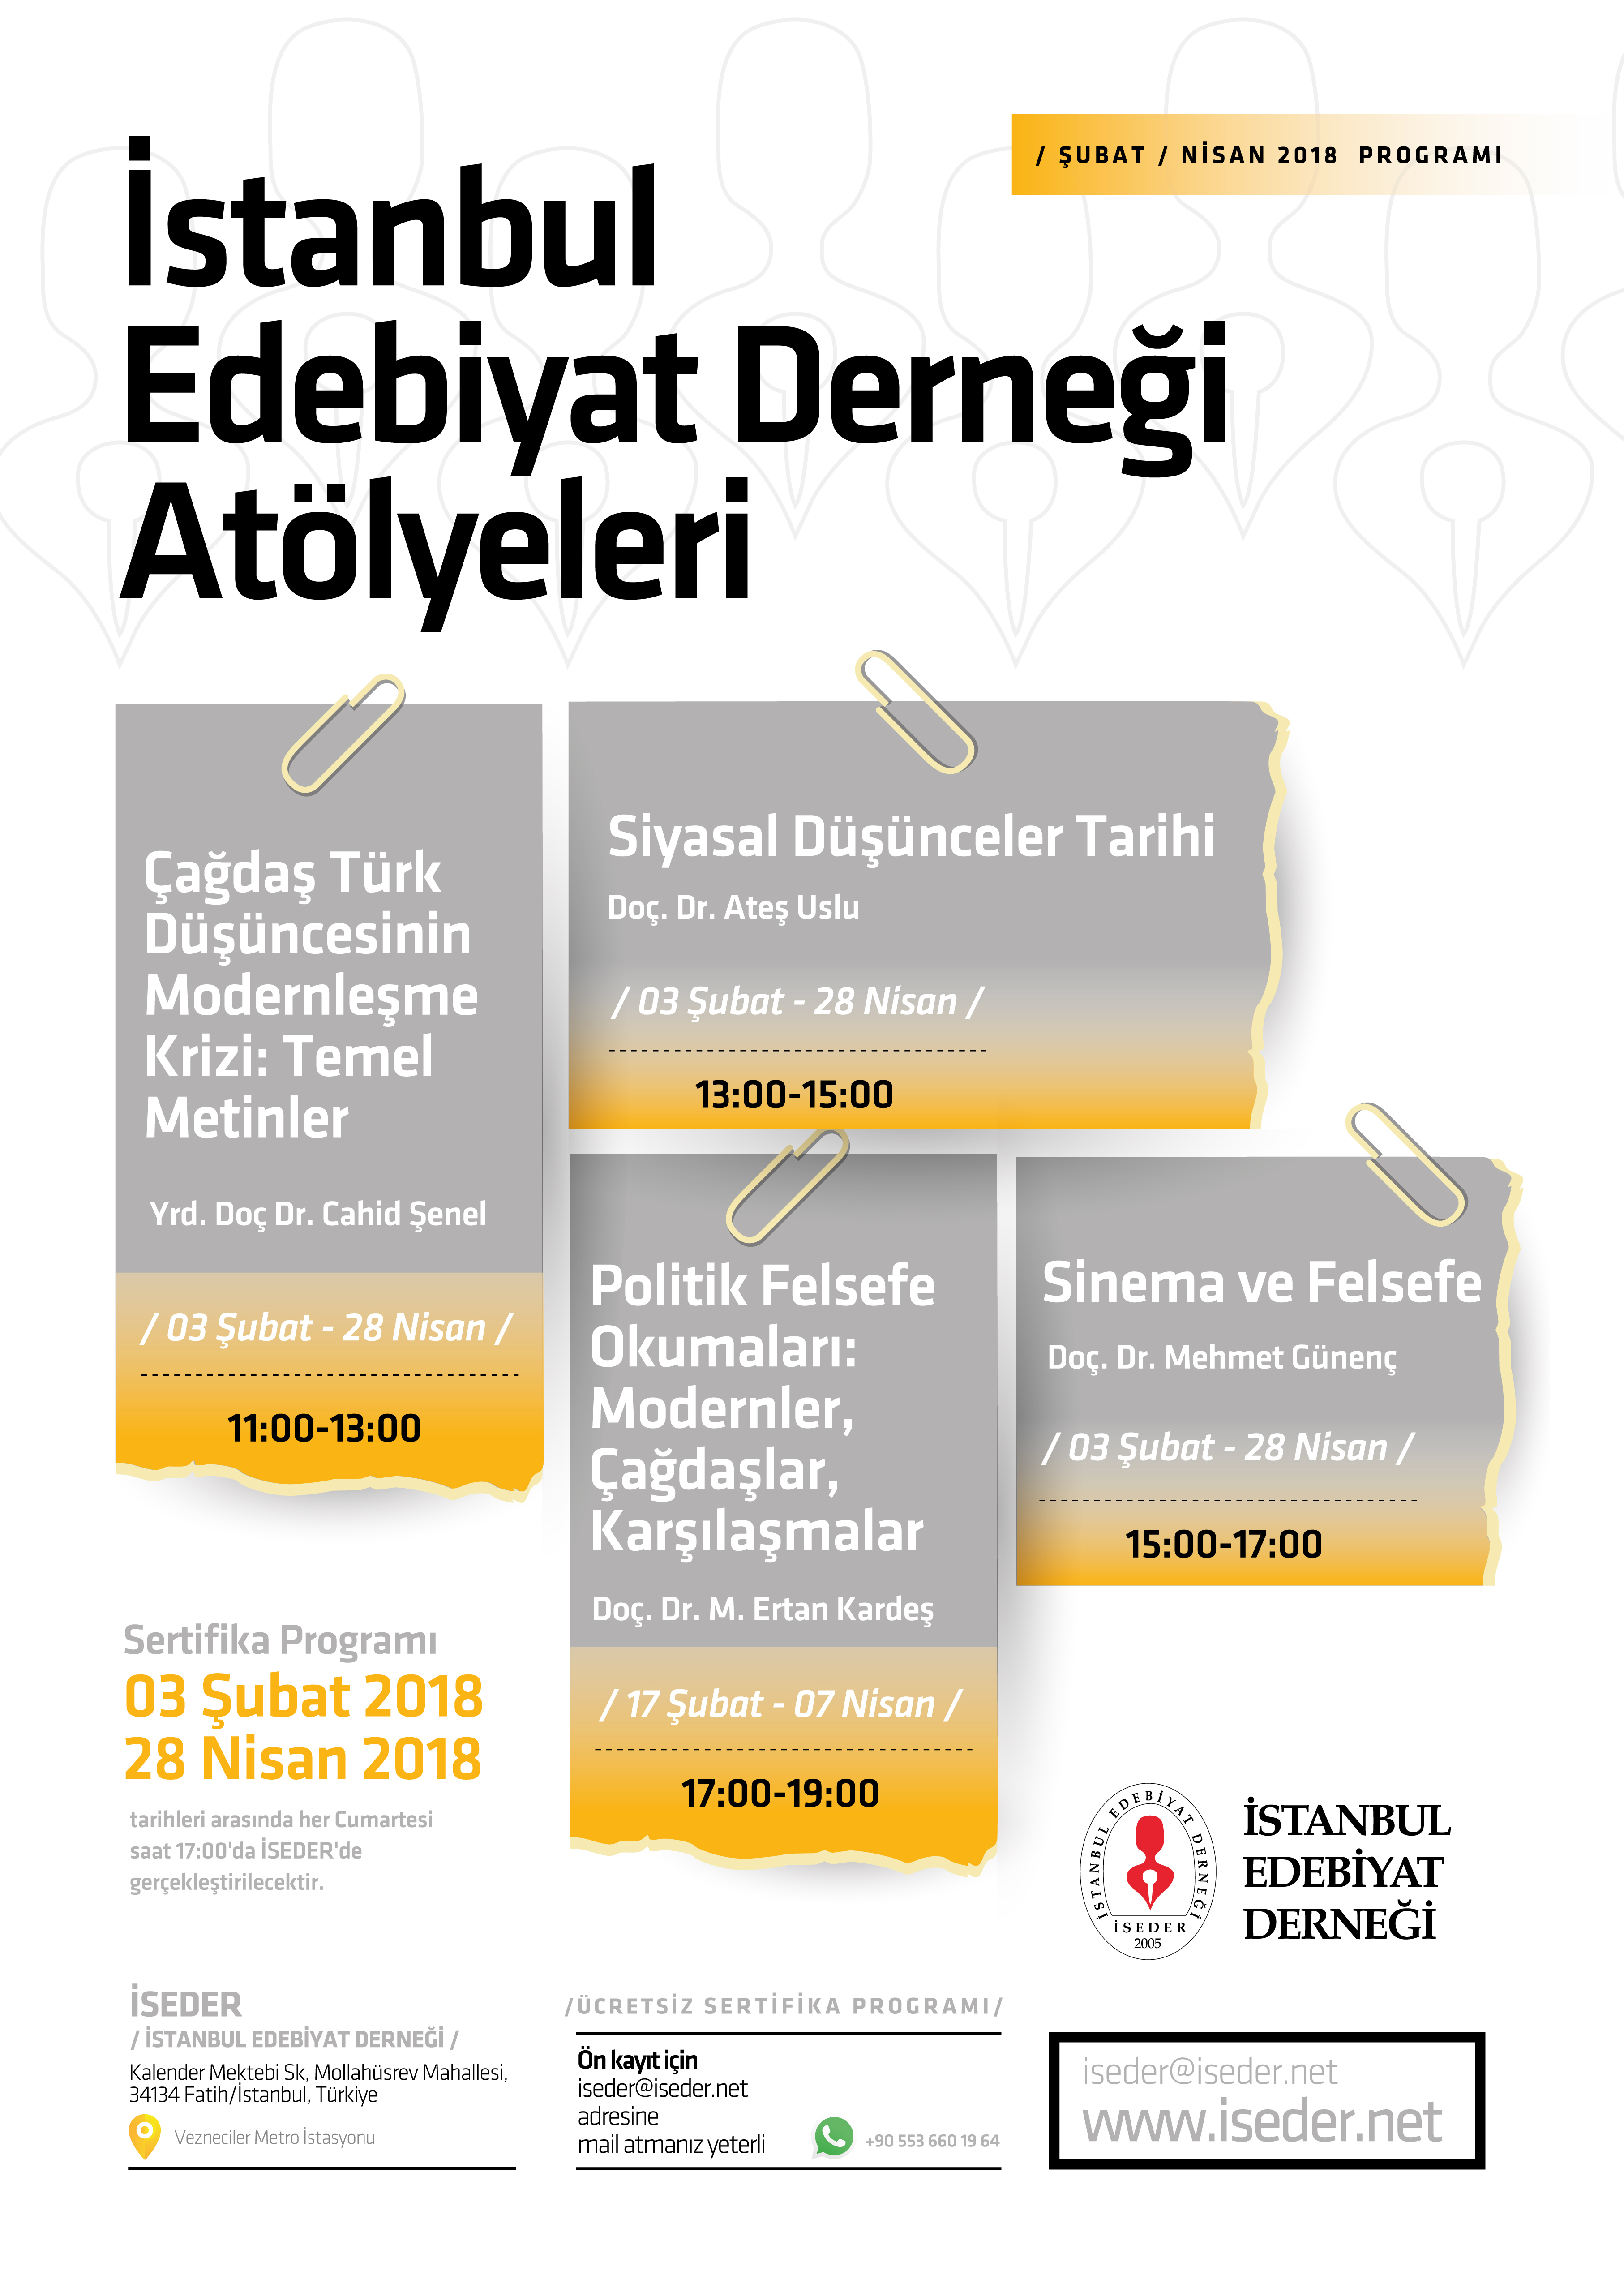 / ŞUBAT / NİSAN 2018 PROGRAMI
İstanbul
Edebiyat Derneği
Atölyeleri
Çağdaş Türk
Düşüncesinin
Modernleşme
Krizi: Temel
Metinler
Yrd. Doç Dr. Cahid Şenel
/ 03 Şubat - 28 Nisan /
11:00-13:00
Siyasal Düşünceler Tarihi
Doç. Dr. Ateş Uslu
/ 03 Şubat - 28 Nisan /
13:00-15:00
Politik Felsefe
Okumaları:
Modernler,
Çağdaşlar,
Karşılaşmalar
Doç. Dr. M. Ertan Kardeş
/ 17 Şubat - 07 Nisan /
17:00-19:00
Sinema ve Felsefe
Doç. Dr. Mehmet Günenç
/ 03 Şubat - 28 Nisan /
15:00-17:00
Sertifika Programı
03 Şubat 2018
28 Nisan 2018
tarihleri arasında her Cumartesi
saat 17:00'da İSEDER'de
gerçekleştirilecektir.
İSTANBUL EDEBİYAT DERNEĞİ
İSEDER
2005
İSTANBUL
EDEBİYAT
DERNEĞİ
İSEDER
/ İSTANBUL EDEBİYAT DERNEĞİ /
Kalender Mektebi Sk, Mollahüsrev Mahallesi,
34134 Fatih/İstanbul, Türkiye
Vezneciler Metro İstasyonu
/ÜCRETSİZ SERTİFİKA PROGRAMI/
Ön kayıt için
iseder@iseder.net
adresine
mail atmanız yeterli
+90 553 660 19 64
iseder@iseder.net
www.iseder.net